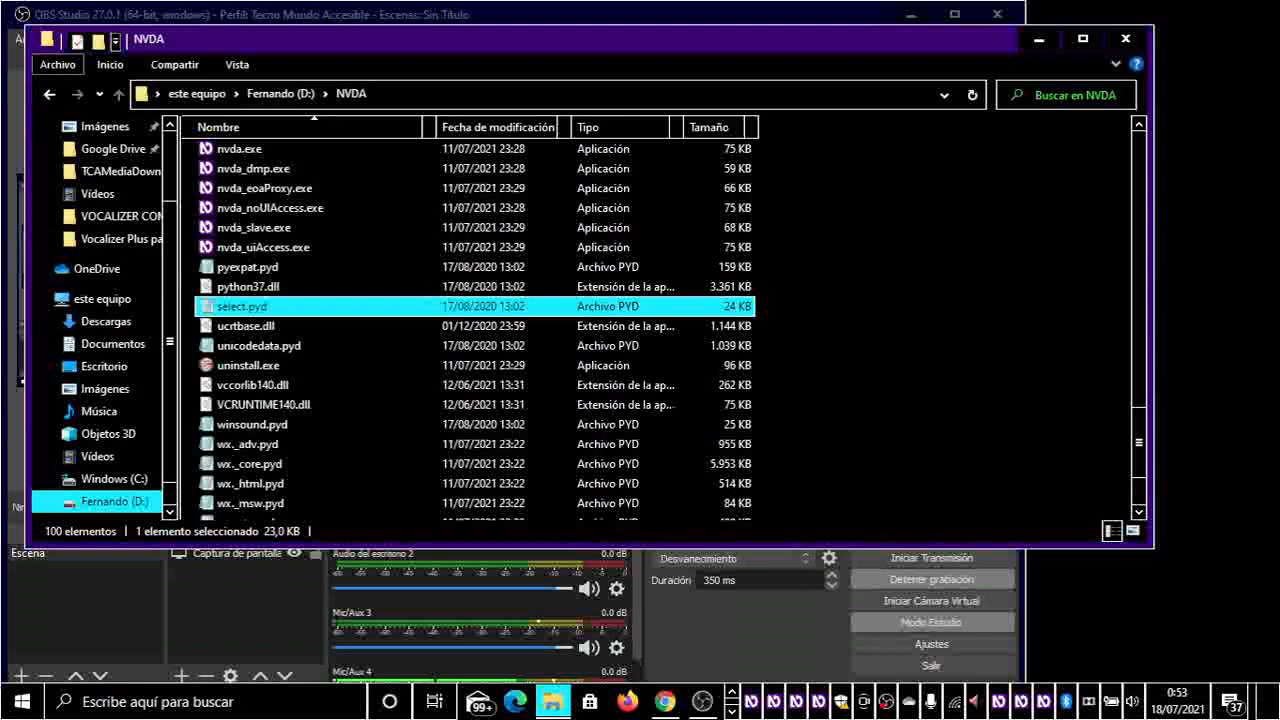 OBS Studio 27.0.1 (64-bit, windows) - Perfil: Tecno Mundo Accesible - Escenas: Sin Título
NVDA
Archivo Inicio Compartir Vista
este equipo › Fernando (D:) › NVDA
Buscar en NVDA
Imágenes
Google Drive
TCAMediaDown
Vídeos
VOCALIZER COM
Vocalizer Plus pa
OneDrive
este equipo
Descargas
Documentos
Escritorio
Imágenes
Música
Objetos 3D
Vídeos
Windows (C:)
Fernando (D:)
Nombre Fecha de modificación Tipo Tamaño
nvda.exe 11/07/2021 23:28 Aplicación 75 KB
nvda_dmp.exe 11/07/2021 23:28 Aplicación 59 KB
nvda_eoaProxy.exe 11/07/2021 23:29 Aplicación 66 KB
nvda_noUIAccess.exe 11/07/2021 23:28 Aplicación 75 KB
nvda_slave.exe 11/07/2021 23:29 Aplicación 68 KB
nvda_uiAccess.exe 11/07/2021 23:29 Aplicación 75 KB
pyexpat.pyd 17/08/2020 13:02 Archivo PYD 159 KB
python37.dll 17/08/2020 13:02 Extensión de la ap... 3.361 KB
select.pyd 17/08/2020 13:02 Archivo PYD 24 KB
ucrtbase.dll 01/12/2020 23:59 Extensión de la ap... 1.144 KB
unicodedata.pyd 17/08/2020 13:02 Archivo PYD 1.039 KB
uninstall.exe 11/07/2021 23:29 Aplicación 96 KB
vccorlib140.dll 12/06/2021 13:31 Extensión de la ap... 262 KB
VCRUNTIME140.dll 12/06/2021 13:31 Extensión de la ap... 75 KB
winsound.pyd 17/08/2020 13:02 Archivo PYD 25 KB
wx._adv.pyd 11/07/2021 23:22 Archivo PYD 955 KB
wx._core.pyd 11/07/2021 23:22 Archivo PYD 5.953 KB
wx._html.pyd 11/07/2021 23:22 Archivo PYD 514 KB
wx._msw.pyd 11/07/2021 23:22 Archivo PYD 84 KB
100 elementos 1 elemento seleccionado 23,0 KB
Escena
Captura de pantalla
Audio del escritorio 2 0.0 dB
Mic/Aux 3 0.0 dB
Mic/Aux 4 0.0 dB
Desvanecimiento
Duración 350 ms
Iniciar Transmisión
Detener grabación
Iniciar Cámara Virtual
Modo Estudio
Ajustes
Salir
Escribe aquí para buscar
99+
0:53
18/07/2021
37